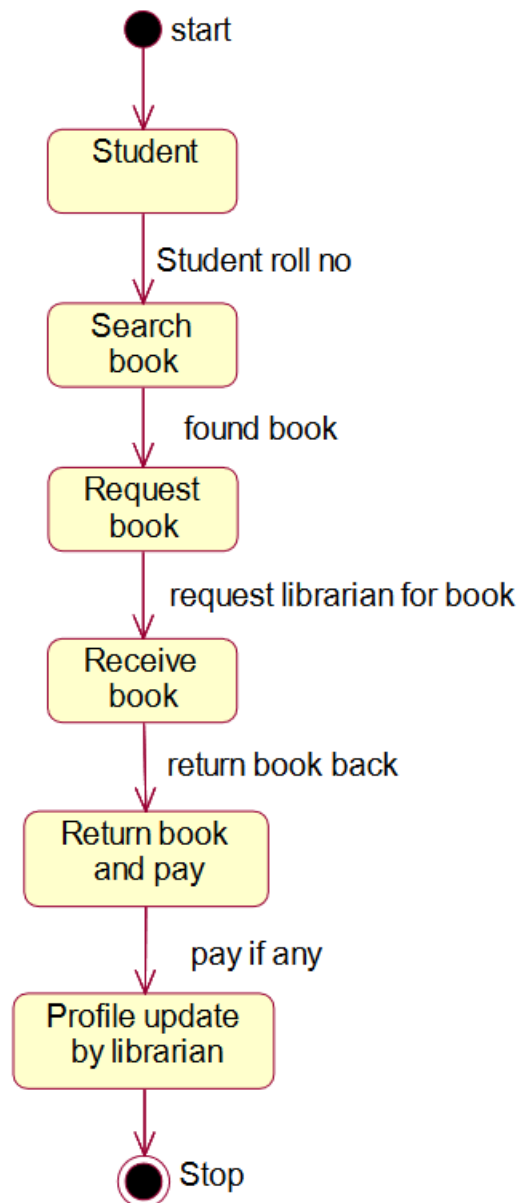 start
Student
Student roll no
Search
book
found book
Request
book
request librarian for book
Receive
book
return book back
Return book
and pay
pay if any
Profile update
by librarian
Stop